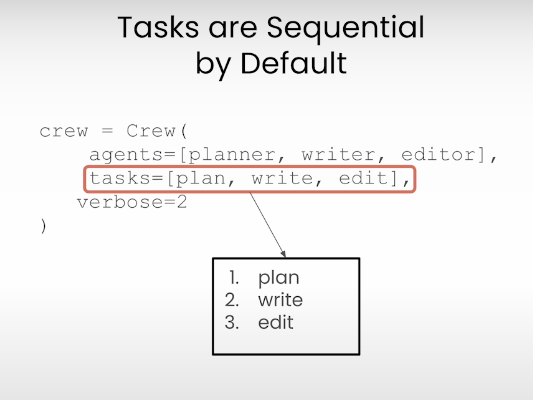 Tasks are Sequential
by Default
crew = Crew(
    agents=[planner, writer, editor],
    tasks=[plan, write, edit],
   verbose=2
)
1. plan
2. write
3. edit